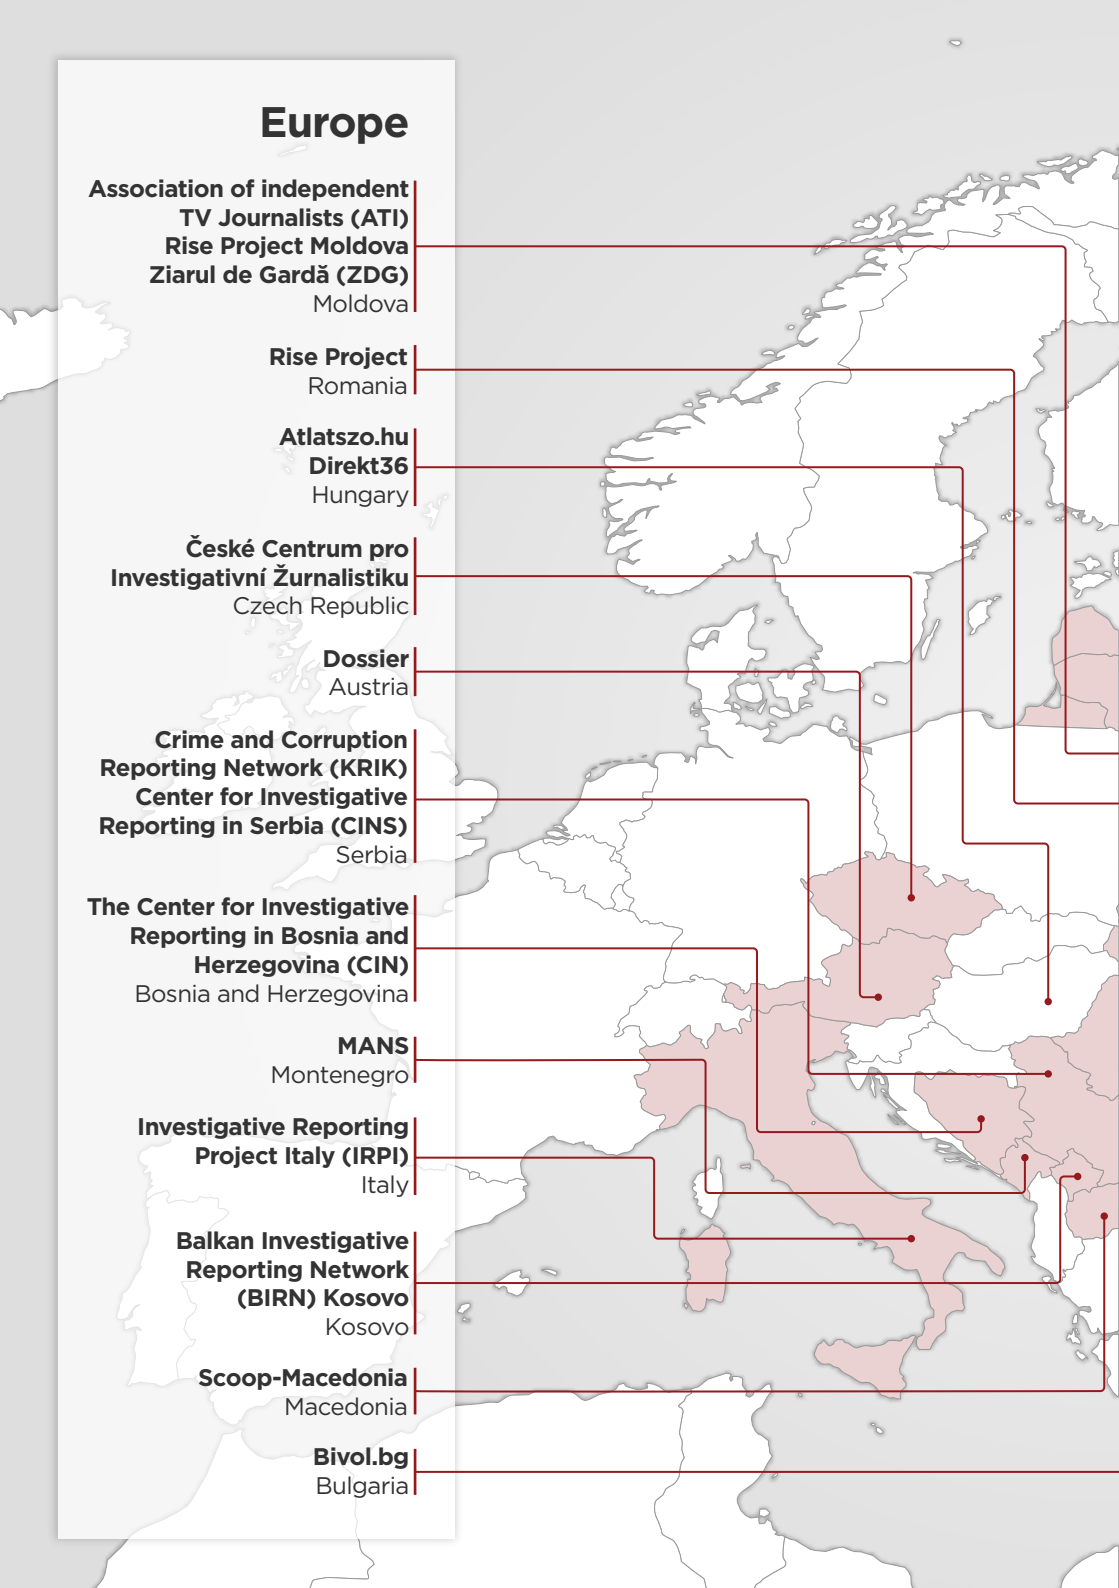 Europe
Association of independent
TV Journalists (ATI)
Rise Project Moldova
Ziarul de Gardă (ZDG)
Moldova
Rise Project
Romania
Atlatszo.hu
Direkt36
Hungary
České Centrum pro
Investigativní Žurnalistiku
Czech Republic
Dossier
Austria
Crime and Corruption
Reporting Network (KRIK)
Center for Investigative
Reporting in Serbia (CINS)
Serbia
The Center for Investigative
Reporting in Bosnia and
Herzegovina (CIN)
Bosnia and Herzegovina
MANS
Montenegro
Investigative Reporting
Project Italy (IRPI)
Italy
Balkan Investigative
Reporting Network
(BIRN) Kosovo
Kosovo
Scoop-Macedonia
Macedonia
Bivol.bg
Bulgaria